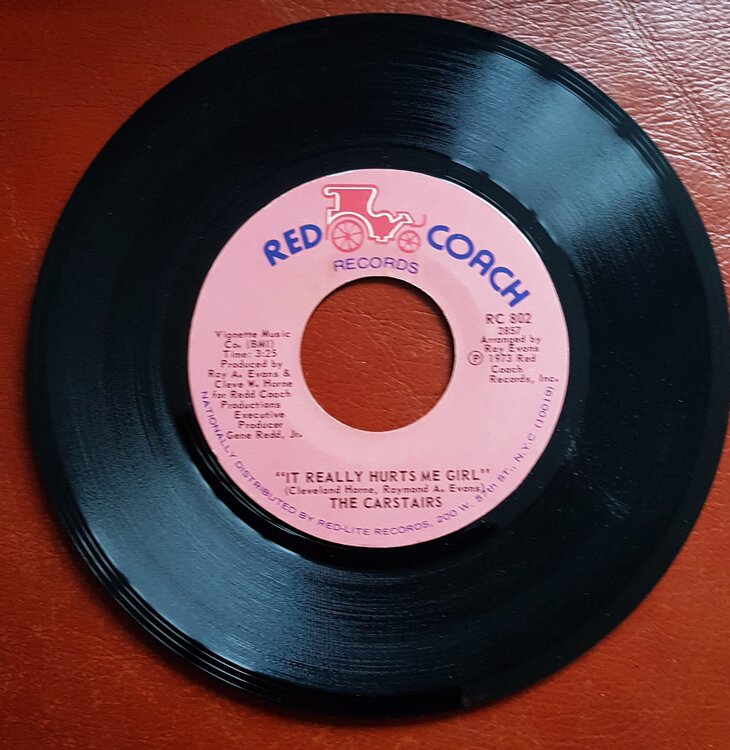 RED COACH
RECORDS
Vignette Music
Co. (BMI)
Time: 3:25
Produced by
Ray A. Evans &
Cleve W. Horne
for Redd Coach
Productions
Executive
Producer
Gene Redd, Jr.
RC 802
2857
Arranged by
Ray Evans
℗ 1973 Red
Coach
Records, Inc.
"IT REALLY HURTS ME GIRL"
(Cleveland Horne, Raymond A. Evans)
THE CARSTAIRS
NATIONALLY DISTRIBUTED BY RED-LITE RECORDS, 200 W. 57th ST., N.Y.C (10019)